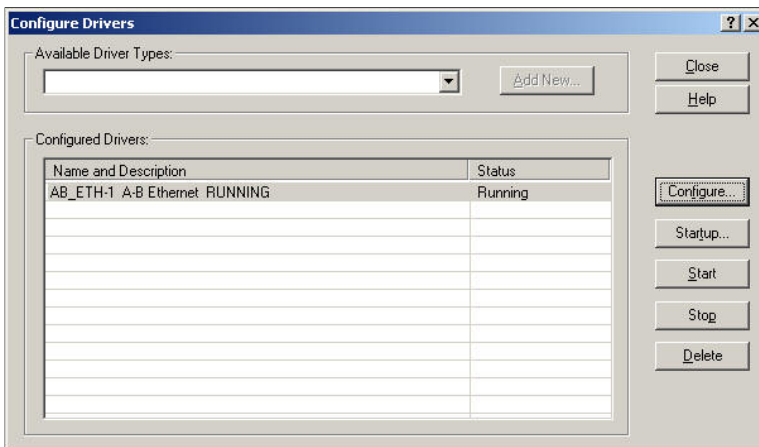 Configure Drivers
Available Driver Types:
Add New...
Close
Help
Configured Drivers:
Name and Description Status
AB_ETH-1 A-B Ethernet RUNNING Running
Configure...
Startup...
Start
Stop
Delete